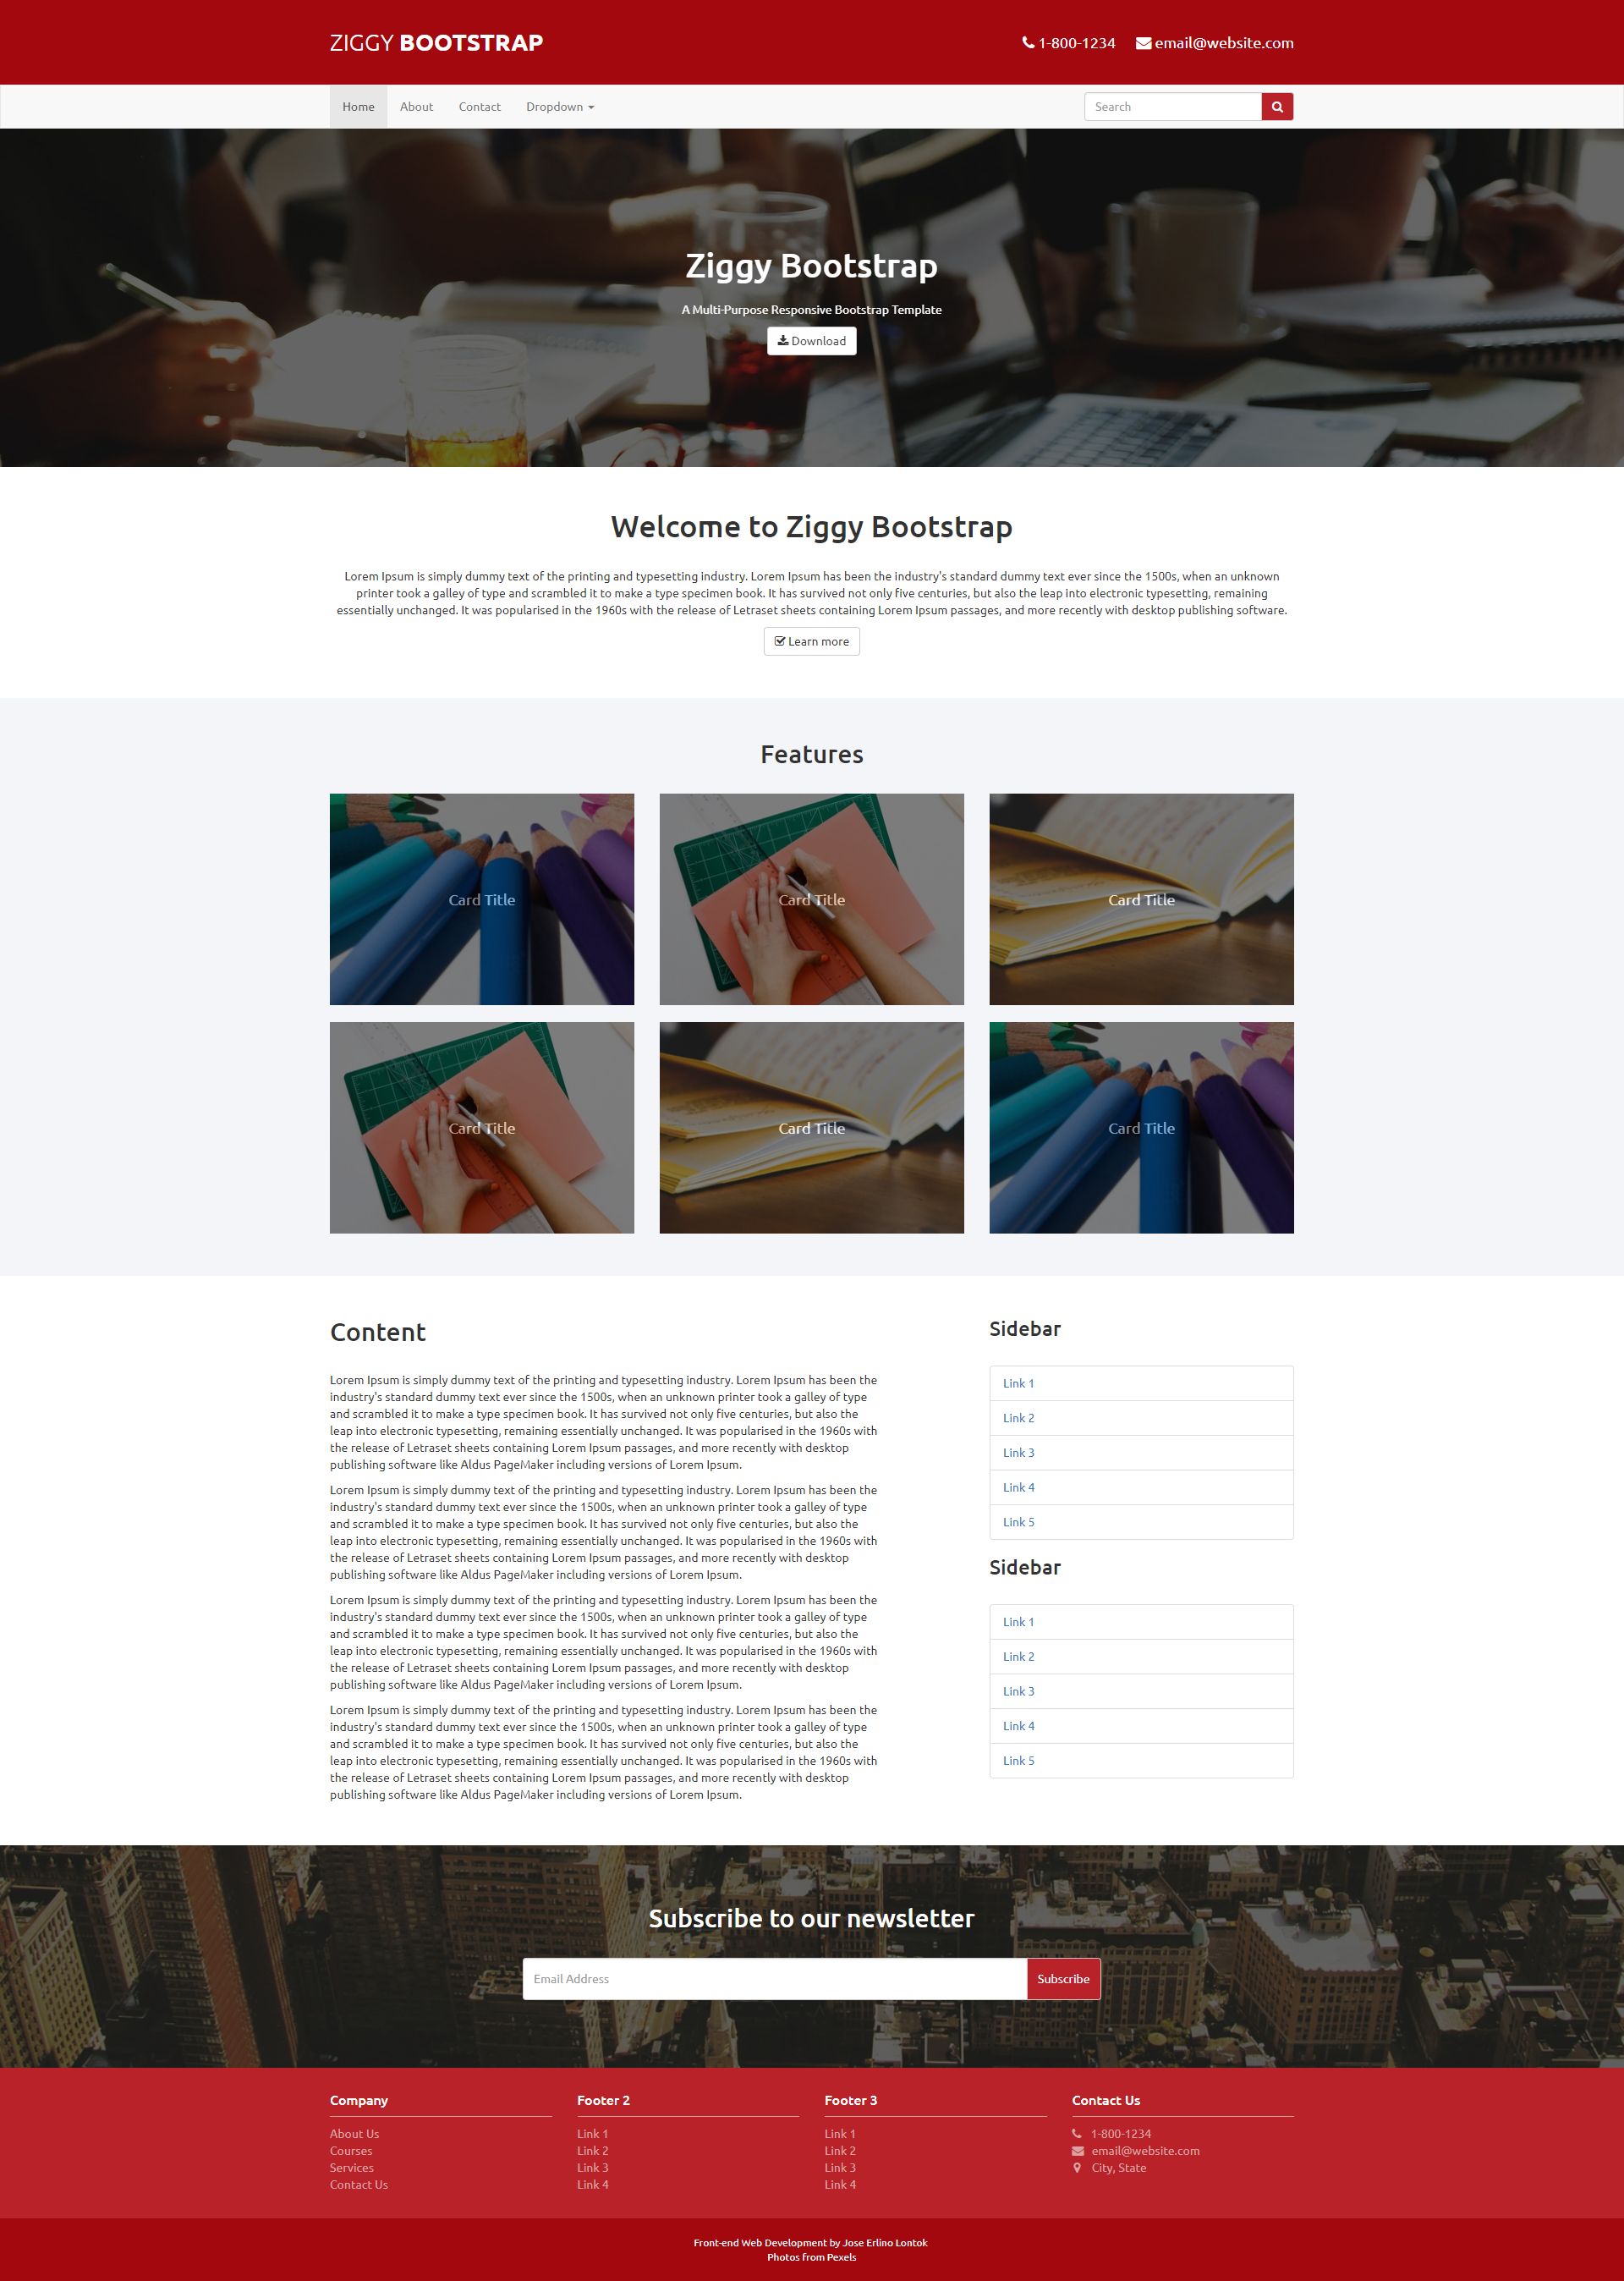 ZIGGY BOOTSTRAP
1-800-1234 email@website.com
Home About Contact Dropdown
Search
Ziggy Bootstrap
A Multi-Purpose Responsive Bootstrap Template
Download
Welcome to Ziggy Bootstrap
Lorem Ipsum is simply dummy text of the printing and typesetting industry. Lorem Ipsum has been the industry's standard dummy text ever since the 1500s, when an unknown
printer took a galley of type and scrambled it to make a type specimen book. It has survived not only five centuries, but also the leap into electronic typesetting, remaining
essentially unchanged. It was popularised in the 1960s with the release of Letraset sheets containing Lorem Ipsum passages, and more recently with desktop publishing software.
Learn more
Features
Card Title
Card Title
Card Title
Card Title
Card Title
Card Title
Content
Lorem Ipsum is simply dummy text of the printing and typesetting industry. Lorem Ipsum has been the
industry's standard dummy text ever since the 1500s, when an unknown printer took a galley of type
and scrambled it to make a type specimen book. It has survived not only five centuries, but also the
leap into electronic typesetting, remaining essentially unchanged. It was popularised in the 1960s with
the release of Letraset sheets containing Lorem Ipsum passages, and more recently with desktop
publishing software like Aldus PageMaker including versions of Lorem Ipsum.
Lorem Ipsum is simply dummy text of the printing and typesetting industry. Lorem Ipsum has been the
industry's standard dummy text ever since the 1500s, when an unknown printer took a galley of type
and scrambled it to make a type specimen book. It has survived not only five centuries, but also the
leap into electronic typesetting, remaining essentially unchanged. It was popularised in the 1960s with
the release of Letraset sheets containing Lorem Ipsum passages, and more recently with desktop
publishing software like Aldus PageMaker including versions of Lorem Ipsum.
Lorem Ipsum is simply dummy text of the printing and typesetting industry. Lorem Ipsum has been the
industry's standard dummy text ever since the 1500s, when an unknown printer took a galley of type
and scrambled it to make a type specimen book. It has survived not only five centuries, but also the
leap into electronic typesetting, remaining essentially unchanged. It was popularised in the 1960s with
the release of Letraset sheets containing Lorem Ipsum passages, and more recently with desktop
publishing software like Aldus PageMaker including versions of Lorem Ipsum.
Lorem Ipsum is simply dummy text of the printing and typesetting industry. Lorem Ipsum has been the
industry's standard dummy text ever since the 1500s, when an unknown printer took a galley of type
and scrambled it to make a type specimen book. It has survived not only five centuries, but also the
leap into electronic typesetting, remaining essentially unchanged. It was popularised in the 1960s with
the release of Letraset sheets containing Lorem Ipsum passages, and more recently with desktop
publishing software like Aldus PageMaker including versions of Lorem Ipsum.
Sidebar
Link 1
Link 2
Link 3
Link 4
Link 5
Sidebar
Link 1
Link 2
Link 3
Link 4
Link 5
Subscribe to our newsletter
Email Address
Subscribe
Company
About Us
Courses
Services
Contact Us
Footer 2
Link 1
Link 2
Link 3
Link 4
Footer 3
Link 1
Link 2
Link 3
Link 4
Contact Us
1-800-1234
email@website.com
City, State
Front-end Web Development by Jose Erlino Lontok
Photos from Pexels